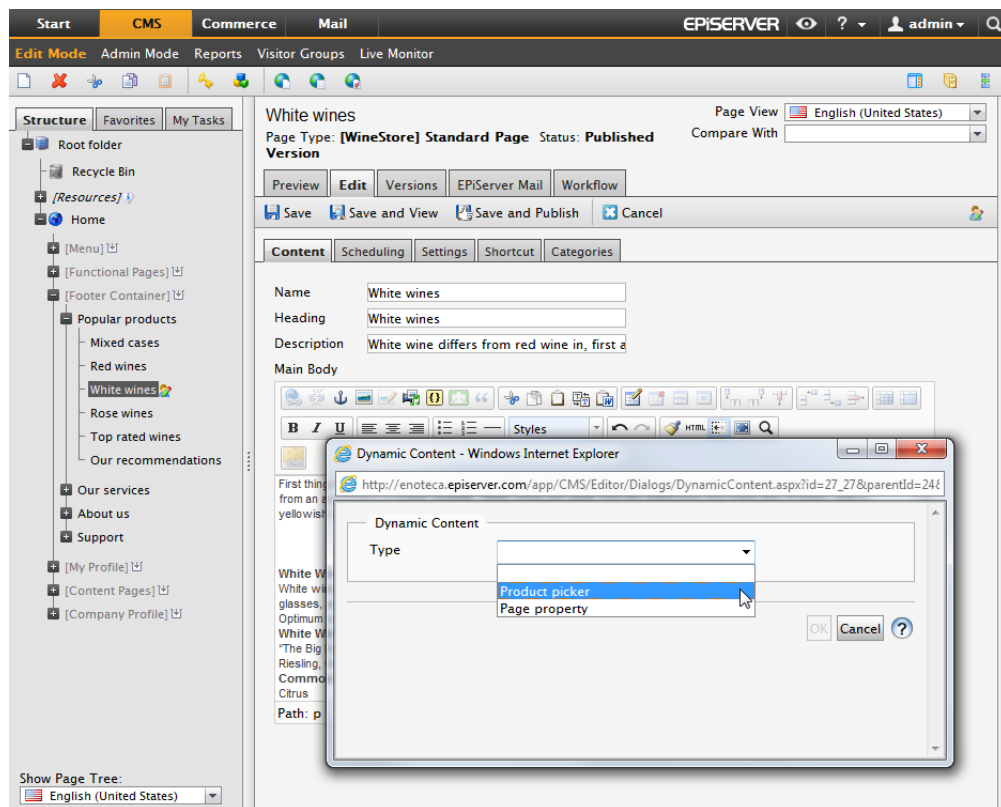 Start CMS Commerce Mail EPiSERVER ? admin
Edit Mode Admin Mode Reports Visitor Groups Live Monitor
Structure Favorites My Tasks
Root folder
Recycle Bin
[Resources]
Home
[Menu]
[Functional Pages]
[Footer Container]
Popular products
Mixed cases
Red wines
White wines
Rose wines
Top rated wines
Our recommendations
Our services
About us
Support
[My Profile]
[Content Pages]
[Company Profile]
Show Page Tree:
English (United States)
White wines
Page Type: [WineStore] Standard Page Status: Published
Version
Page View English (United States)
Compare With
Preview Edit Versions EPiServer Mail Workflow
Save Save and View Save and Publish Cancel
Content Scheduling Settings Shortcut Categories
Name White wines
Heading White wines
Description White wine differs from red wine in, first a
Main Body
B I U Styles HTML
First thing
from an a
yellowish
White W
White wi
glasses,
Optimum
White W
"The Big
Riesling,
Commo
Citrus
Path: p
Dynamic Content - Windows Internet Explorer
http://enoteca.episerver.com/app/CMS/Editor/Dialogs/DynamicContent.aspx?id=27_27&parentId=24&
Dynamic Content
Type
Product picker
Page property
OK Cancel ?